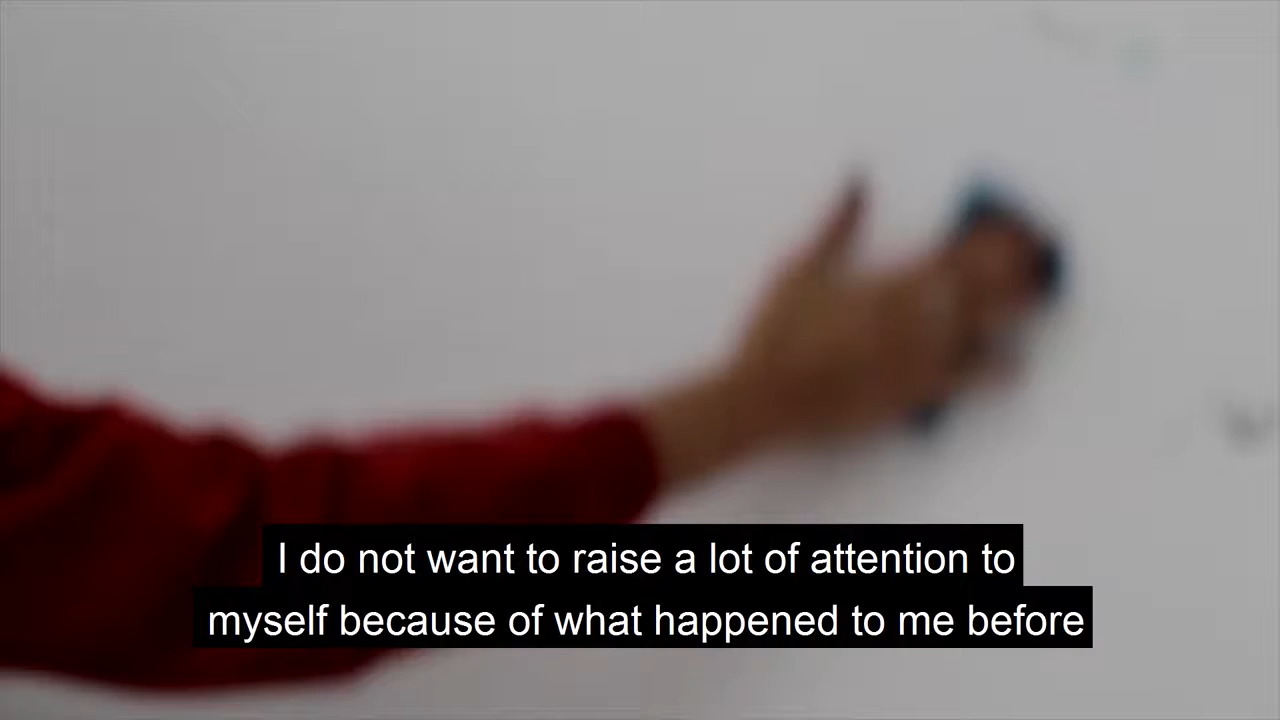 I do not want to raise a lot of attention to
myself because of what happened to me before